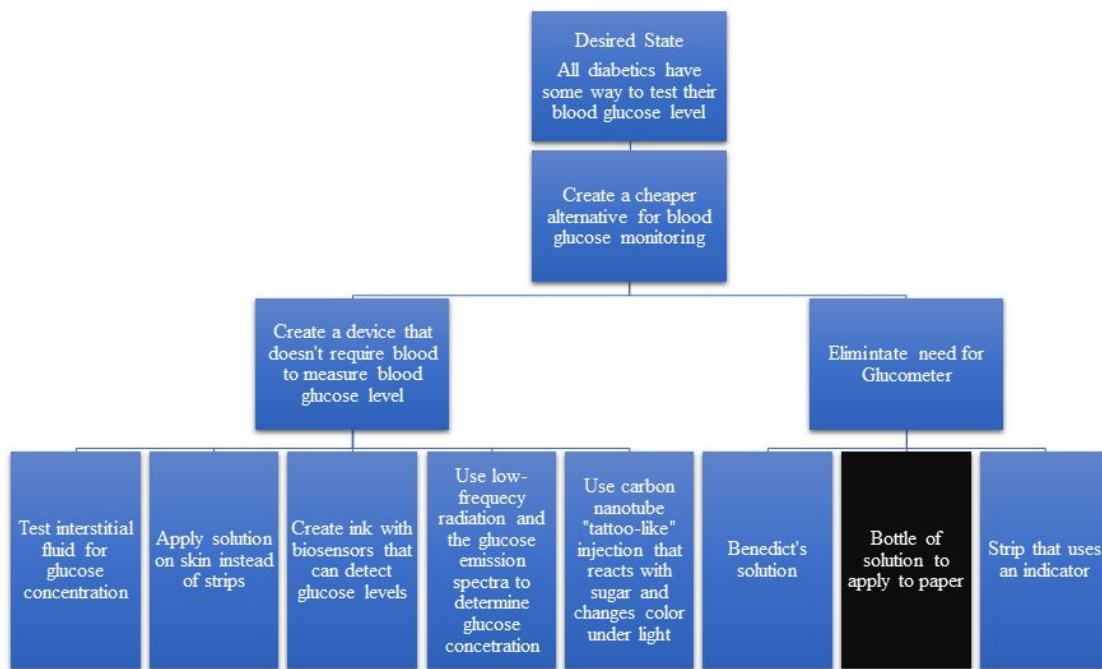 Desired State
All diabetics have
some way to test their
blood glucose level
Create a cheaper
alternative for blood
glucose monitoring
Create a device that
doesn't require blood
to measure blood
glucose level
Elimintate need for
Glucometer
Test interstitial
fluid for
glucose
concentration
Apply solution
on skin instead
of strips
Create ink with
biosensors that
can detect
glucose levels
Use low-
frequecy
radiation and
the glucose
emission
spectra to
determine
glucose
concetration
Use carbon
nanotube
"tattoo-like"
injection that
reacts with
sugar and
changes color
under light
Benedict's
solution
Bottle of
solution to
apply to paper
Strip that uses
an indicator